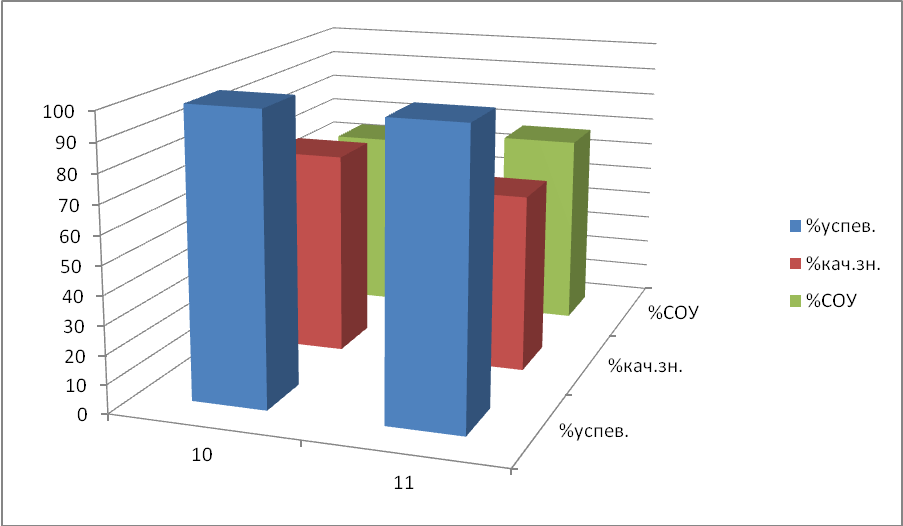 100
90
80
70
60
50
40
30
20
10
0
10
11
%успев.
%кач.зн.
%СОУ
%успев.
%кач.зн.
%СОУ